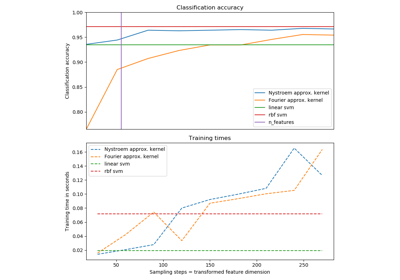 Classification accuracy
1.00
0.95
0.90
0.85
0.80
Classification accuracy
Nystroem approx. kernel
Fourier approx. kernel
linear svm
rbf svm
n_features
Training times
0.16
0.14
0.12
0.10
0.08
0.06
0.04
0.02
Training time in seconds
Nystroem approx. kernel
Fourier approx. kernel
linear svm
rbf svm
50
100
150
200
250
Sampling steps = transformed feature dimension